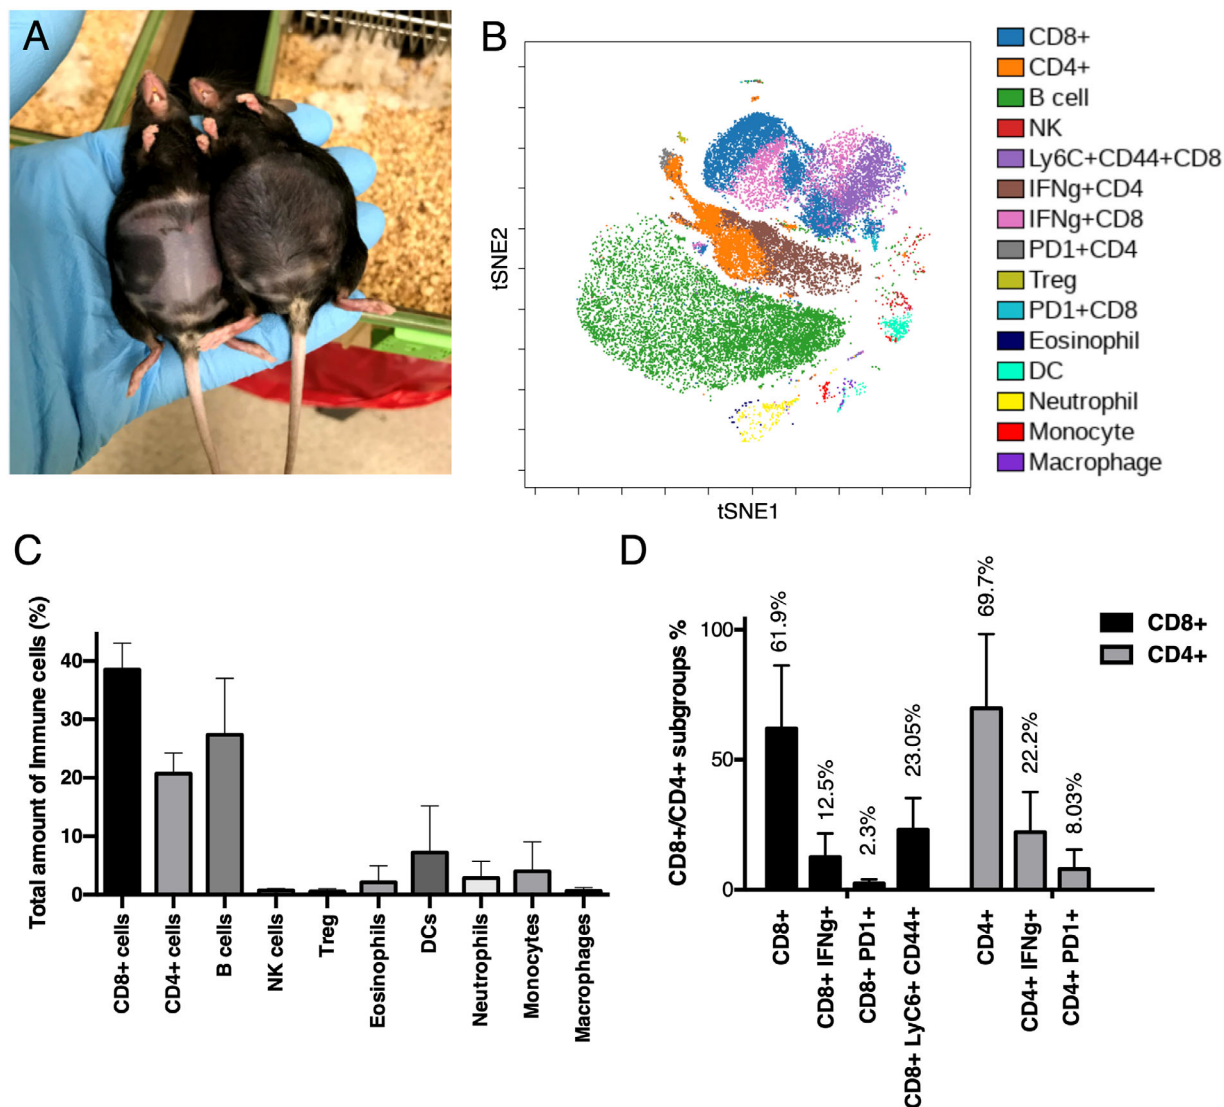 A
B
tSNE2
tSNE1
CD8+
CD4+
B cell
NK
Ly6C+CD44+CD8
IFNg+CD4
IFNg+CD8
PD1+CD4
Treg
PD1+CD8
Eosinophil
DC
Neutrophil
Monocyte
Macrophage
C
Total amount of Immune cells (%)
40
30
20
10
0
CD8+ cells
CD4+ cells
B cells
NK cells
Treg
Eosinophils
DCs
Neutrophils
Monocytes
Macrophages
D
CD8+/CD4+ subgroups %
100
50
0
61.9%
12.5%
2.3%
23.05%
69.7%
22.2%
8.03%
CD8+
CD4+
CD8+
CD8+ IFNg+
CD8+ PD1+
CD8+ LyC6+ CD44+
CD4+
CD4+ IFNg+
CD4+ PD1+